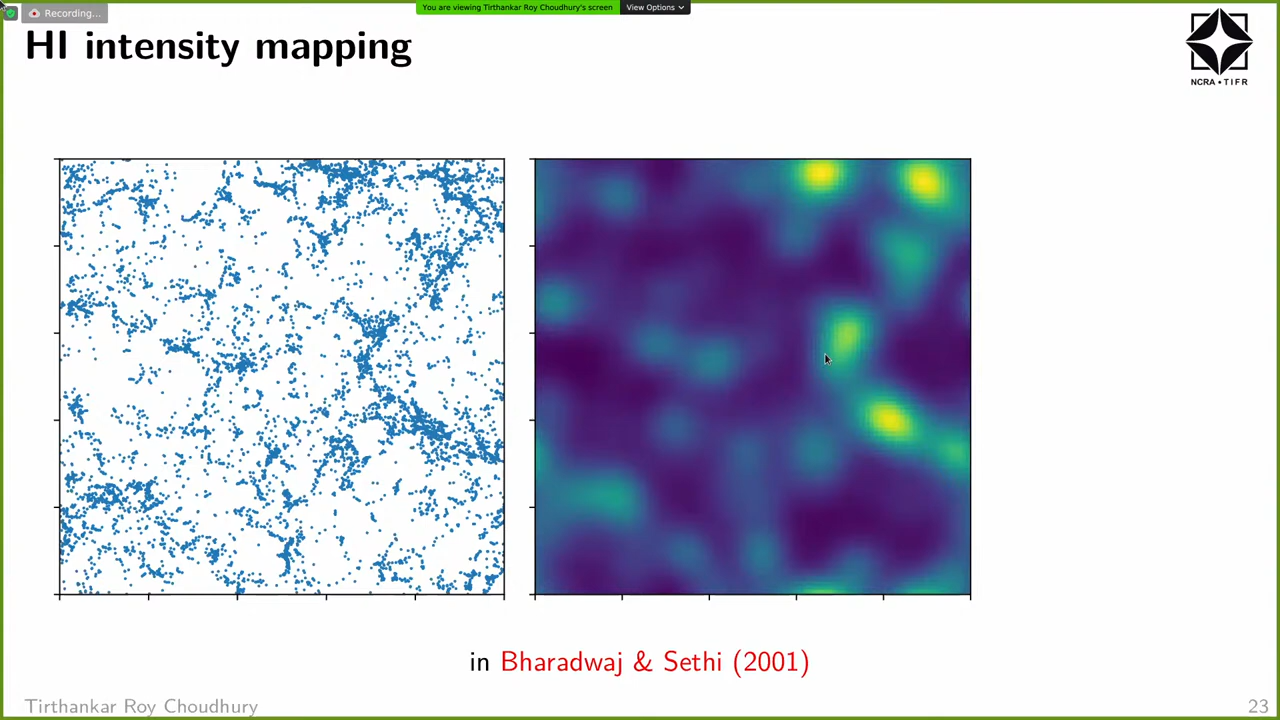 Recording...
You are viewing Tirthankar Roy Choudhury's screen
View Options
HI intensity mapping
NCRA • TIFR
in Bharadwaj & Sethi (2001)
Tirthankar Roy Choudhury
23